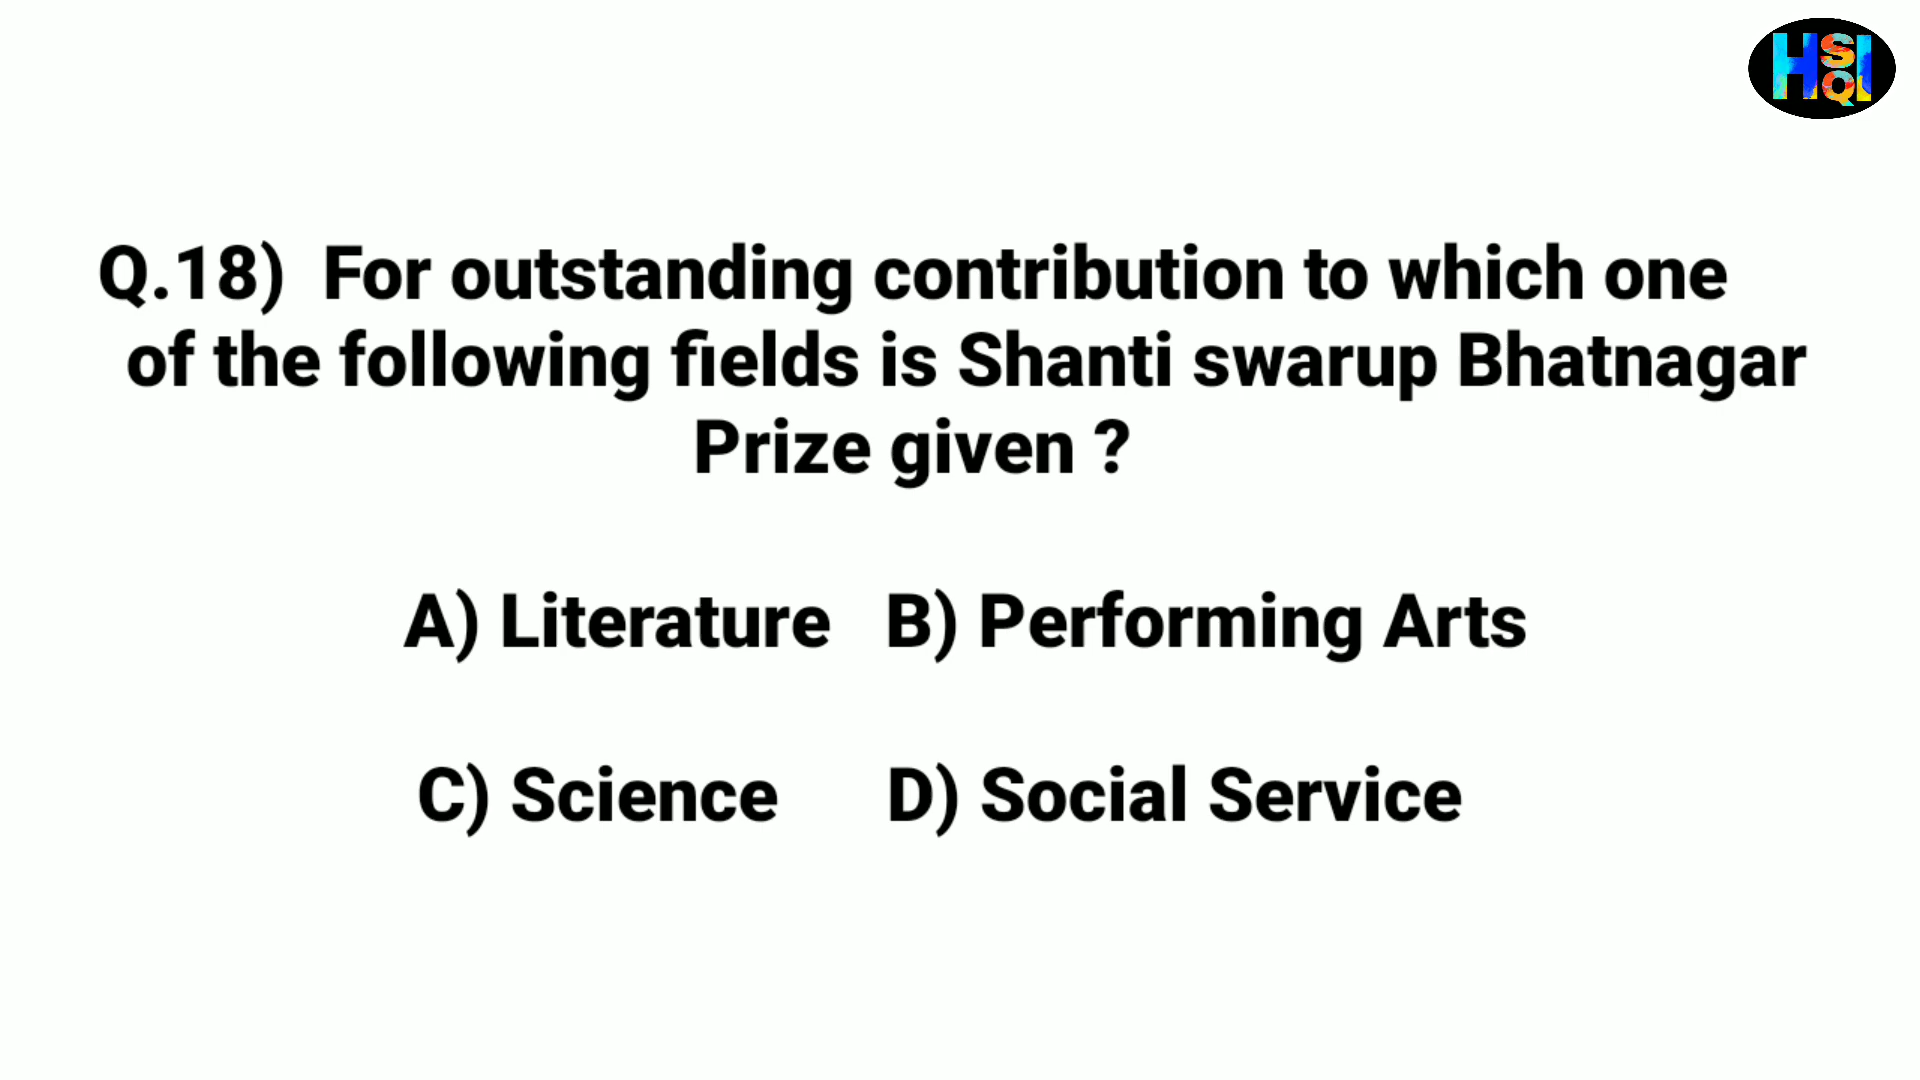 HSQI
Q.18) For outstanding contribution to which one
of the following fields is Shanti swarup Bhatnagar
Prize given ?
A) Literature B) Performing Arts
C) Science D) Social Service